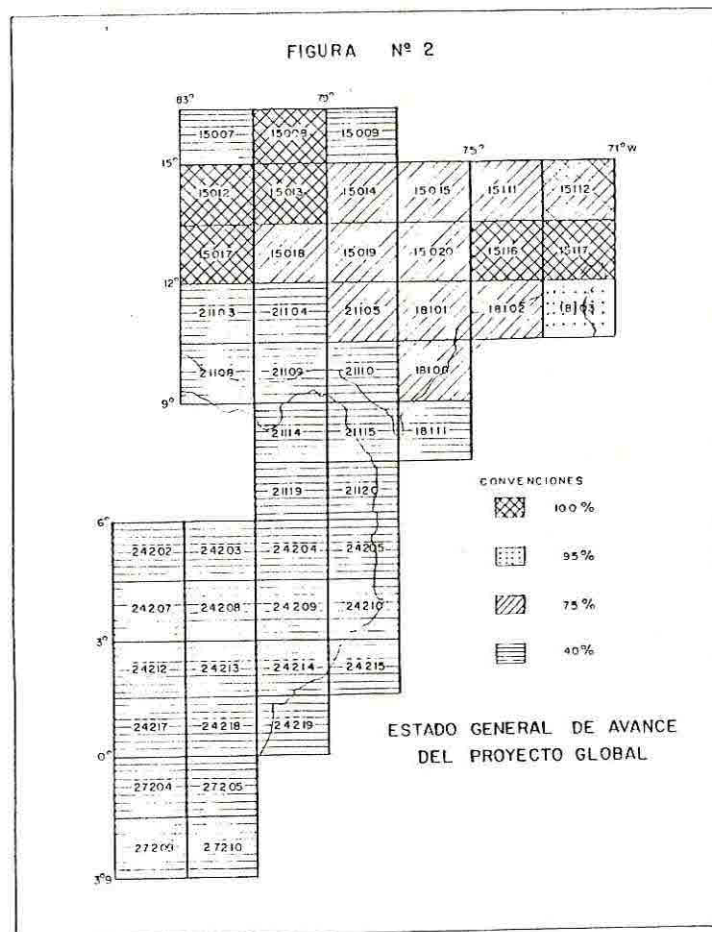 FIGURA Nº 2
83° 79°
15007 15008 15009
75° 71°W
15°
15012 15013 15014 15015 15111 15112
15017 15018 15019 15020 15116 15117
12°
21103 21104 21105 18101 18102 18103
21108 21109 21110 18106
9°
21114 21115 18111
21119 21120
6°
24202 24203 24204 24205
24207 24208 24209 24210
3°
24212 24213 24214 24215
24217 24218 24219
0°
27204 27205
27209 27210
3°S
CONVENCIONES
100%
95%
75%
40%
ESTADO GENERAL DE AVANCE
DEL PROYECTO GLOBAL